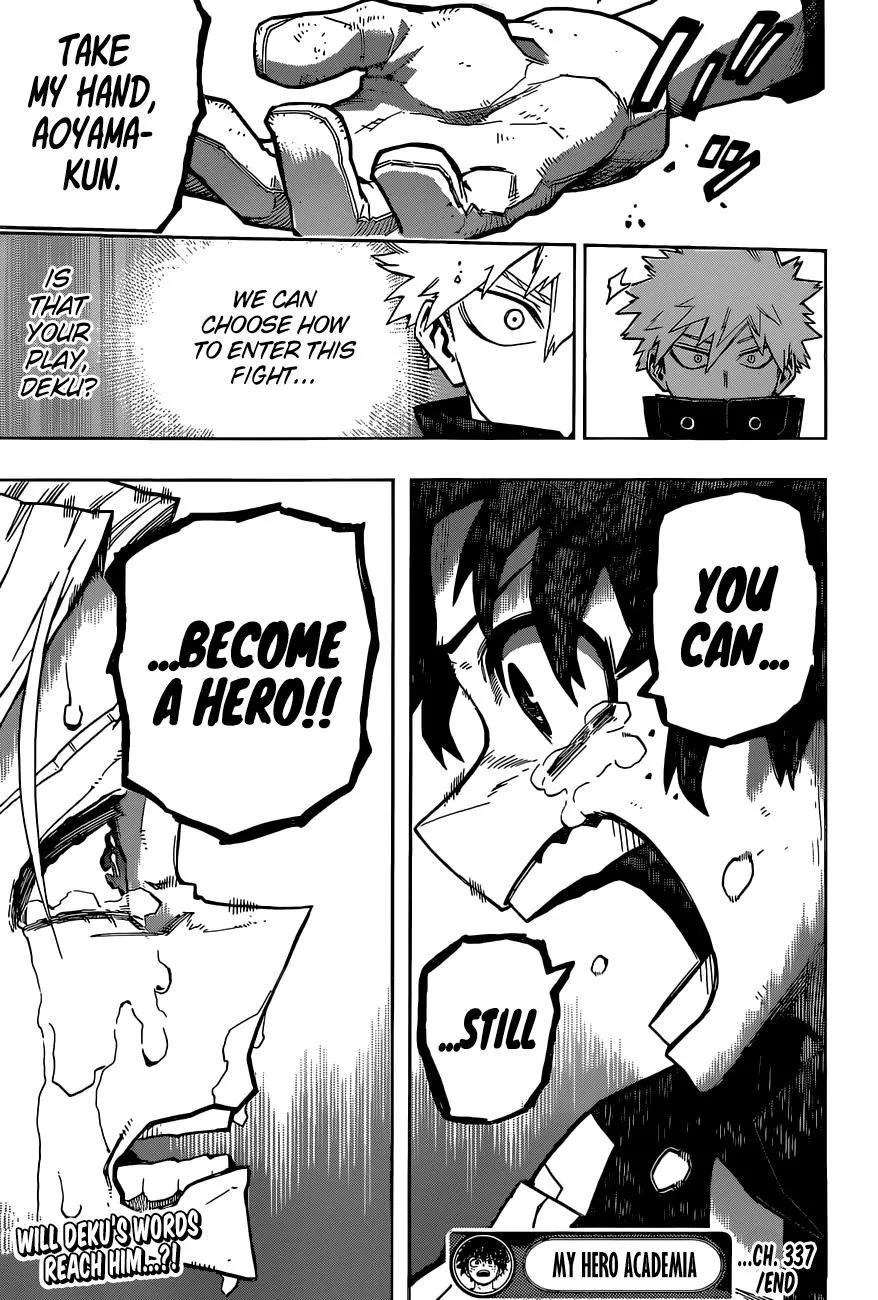 TAKE
MY HAND,
AOYAMA-
KUN.
WE CAN
CHOOSE HOW
TO ENTER THIS
FIGHT...
IS
THAT
YOUR
PLAY,
DEKU?
YOU
CAN...
...STILL
...BECOME
A HERO!!
WILL DEKU'S WORDS
REACH HIM...?!
MY HERO ACADEMIA
...CH. 337
/END